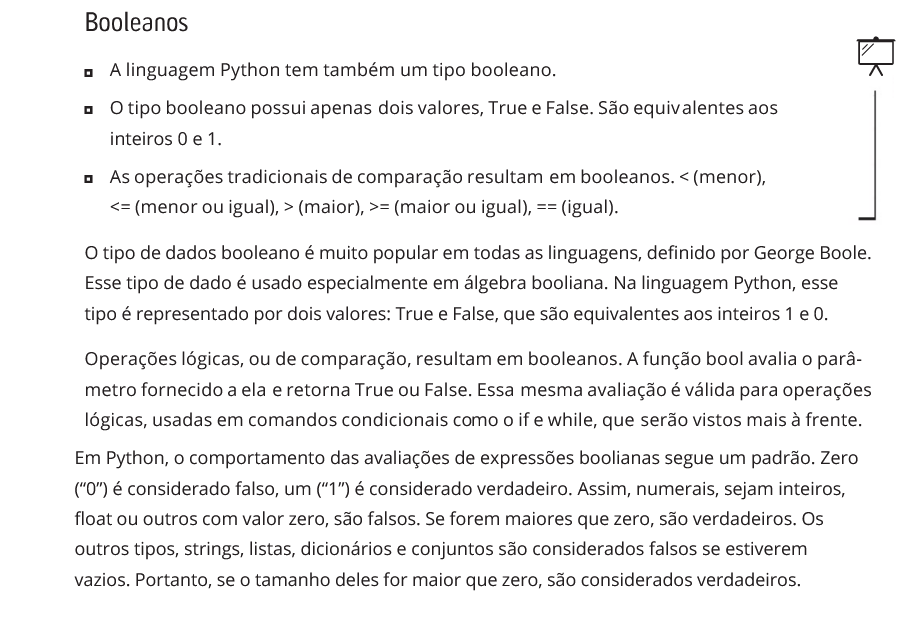 Booleanos
A linguagem Python tem também um tipo booleano.
O tipo booleano possui apenas dois valores, True e False. São equivalentes aos
inteiros 0 e 1.
As operações tradicionais de comparação resultam em booleanos. < (menor),
<= (menor ou igual), > (maior), >= (maior ou igual), == (igual).
O tipo de dados booleano é muito popular em todas as linguagens, definido por George Boole.
Esse tipo de dado é usado especialmente em álgebra booliana. Na linguagem Python, esse
tipo é representado por dois valores: True e False, que são equivalentes aos inteiros 1 e 0.
Operações lógicas, ou de comparação, resultam em booleanos. A função bool avalia o parâ-
metro fornecido a ela e retorna True ou False. Essa mesma avaliação é válida para operações
lógicas, usadas em comandos condicionais como o if e while, que serão vistos mais à frente.
Em Python, o comportamento das avaliações de expressões boolianas segue um padrão. Zero
(“0”) é considerado falso, um (“1”) é considerado verdadeiro. Assim, numerais, sejam inteiros,
float ou outros com valor zero, são falsos. Se forem maiores que zero, são verdadeiros. Os
outros tipos, strings, listas, dicionários e conjuntos são considerados falsos se estiverem
vazios. Portanto, se o tamanho deles for maior que zero, são considerados verdadeiros.